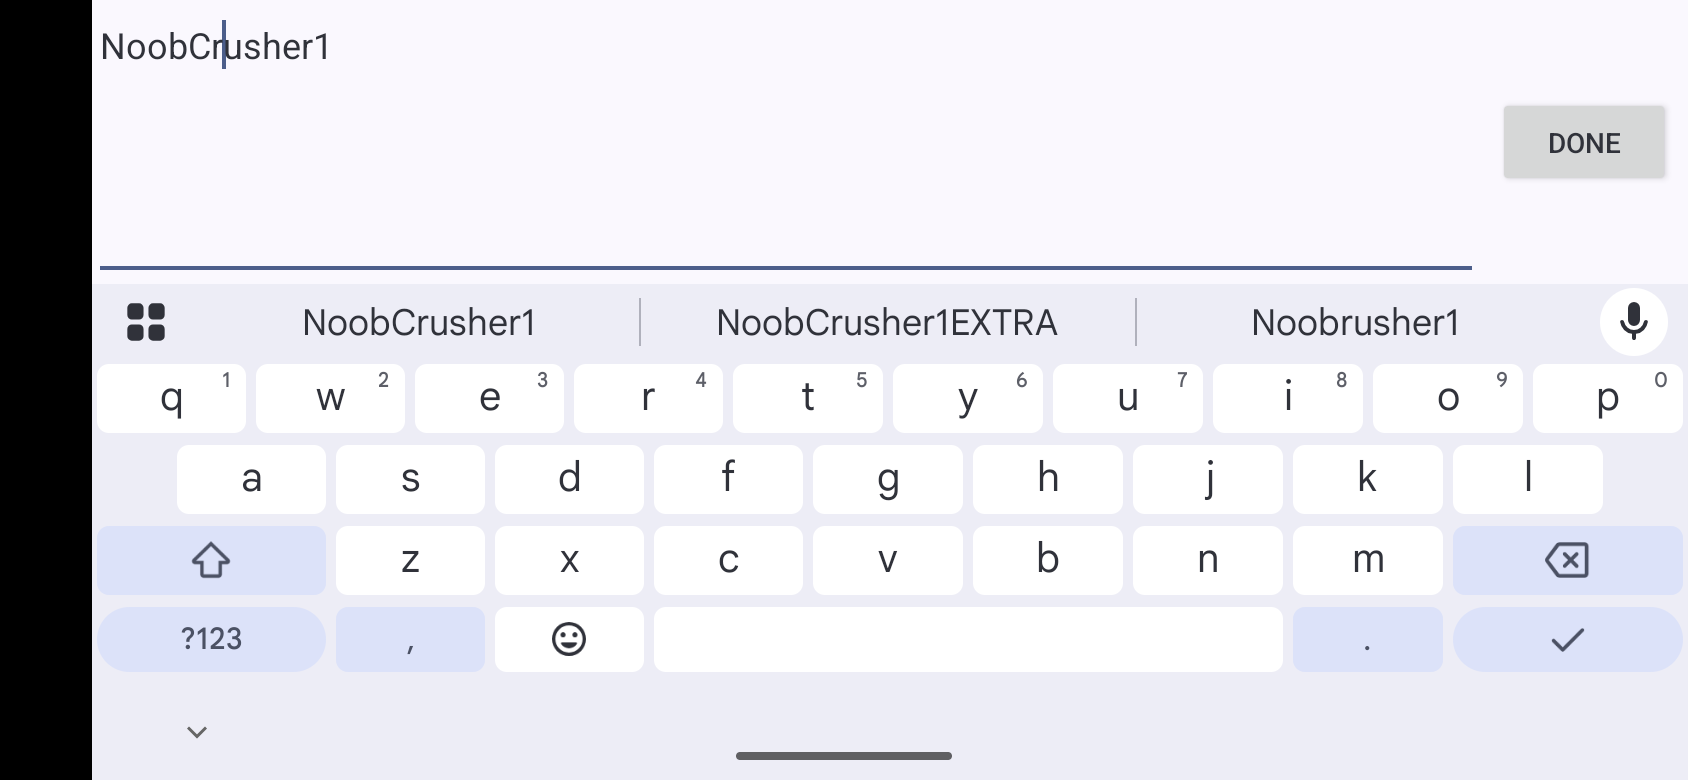 NoobCrusher1
DONE
NoobCrusher1 NoobCrusher1EXTRA Noobrusher1
q 1 w 2 e 3 r 4 t 5 y 6 u 7 i 8 o 9 p 0
a s d f g h j k l
z x c v b n m
?123 , .